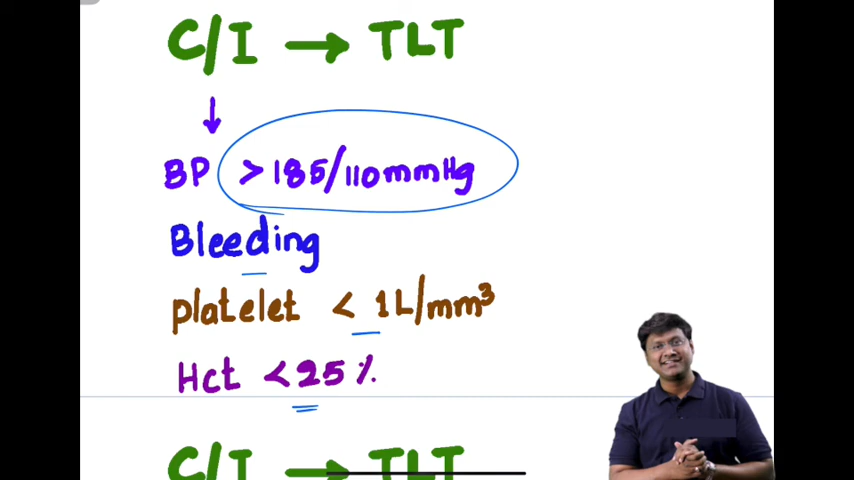 C/I → TLT
↓
BP > 185/110mmHg
Bleeding
platelet < 1L/mm³
Hct < 25%
C/I → TLT